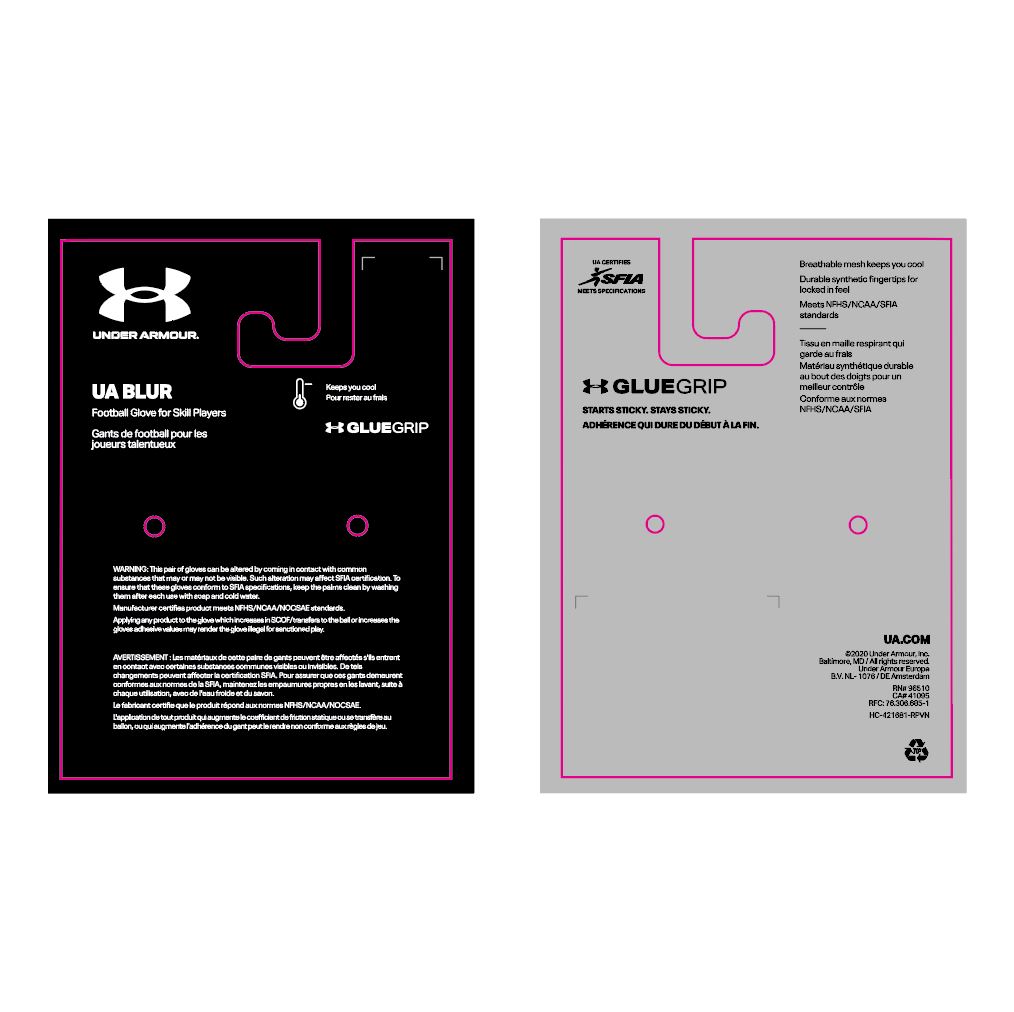 UNDER ARMOUR.
UA BLUR
Football Glove for Skill Players
Gants de football pour les
joueurs talentueux
Keeps you cool
Pour rester au frais
GLUEGRIP
WARNING: This pair of gloves can be altered by coming in contact with common
substances that may or may not be visible. Such alteration may affect SFIA certification. To
ensure that these gloves conform to SFIA specifications, keep the palms clean by washing
them after each use with soap and cold water.
Manufacturer certifies product meets NFHS/NCAA/NOCSAE standards.
Applying any product to the glove which increases in SCOF/transfers to the ball or increases the
gloves adhesive values may render the glove illegal for sanctioned play.
AVERTISSEMENT : Les matériaux de cette paire de gants peuvent être affectés s'ils entrent
en contact avec certaines substances communes visibles ou invisibles. De tels
changements peuvent affecter la certification SFIA. Pour assurer que ces gants demeurent
conformes aux normes de la SFIA, maintenez les empaumures propres en les lavant, suite à
chaque utilisation, avec de l'eau froide et du savon.
Le fabricant certifie que le produit répond aux normes NFHS/NCAA/NOCSAE.
L'application de tout produit qui augmente le coefficient de friction statique ou se transfère au
ballon, ou qui augmente l'adhérence du gant peut le rendre non conforme aux règles de jeu.
UA CERTIFIES
SFIA
MEETS SPECIFICATIONS
GLUEGRIP
STARTS STICKY. STAYS STICKY.
ADHÉRENCE QUI DURE DU DÉBUT À LA FIN.
Breathable mesh keeps you cool
Durable synthetic fingertips for
locked in feel
Meets NFHS/NCAA/SFIA
standards
Tissu en maille respirant qui
garde au frais
Matériau synthétique durable
au bout des doigts pour un
meilleur contrôle
Conforme aux normes
NFHS/NCAA/SFIA
UA.COM
©2020 Under Armour, Inc.
Baltimore, MD / All rights reserved.
Under Armour Europe
B.V. NL- 1076 / DE Amsterdam
RN# 96510
CA# 41095
RFC: 76.306.685-1
HC-421681-RPVN